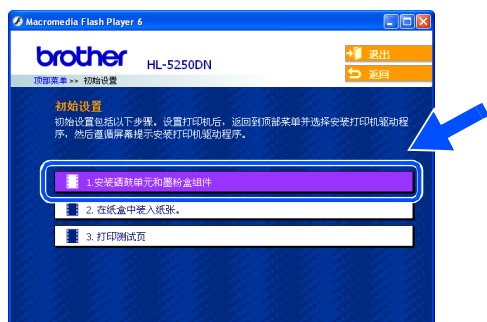 Macromedia Flash Player 6
brother HL-5250DN
退出
顶部菜单 >> 初始设置
返回
初始设置
初始设置包括以下步骤。设置打印机后，返回到顶部菜单并选择安装打印机驱动程
序，然后遵循屏幕提示安装打印机驱动程序。
1.安装硒鼓单元和墨粉盒组件
2. 在纸盒中装入纸张。
3. 打印测试页